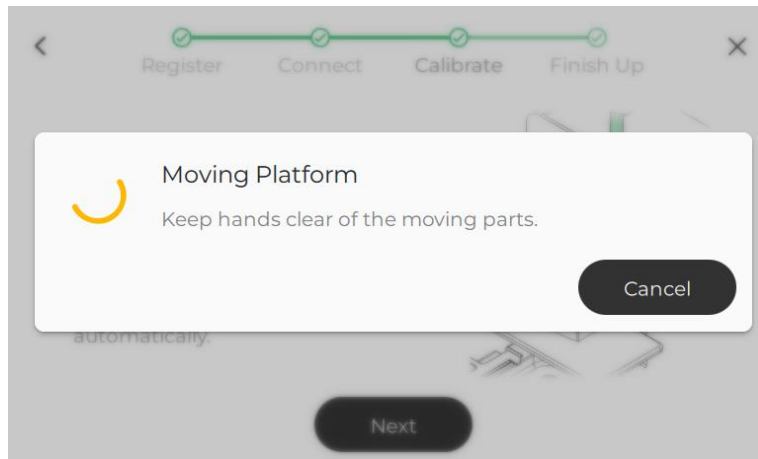 Register Connect Calibrate Finish Up
Moving Platform
Keep hands clear of the moving parts.
Cancel
automatically.
Next